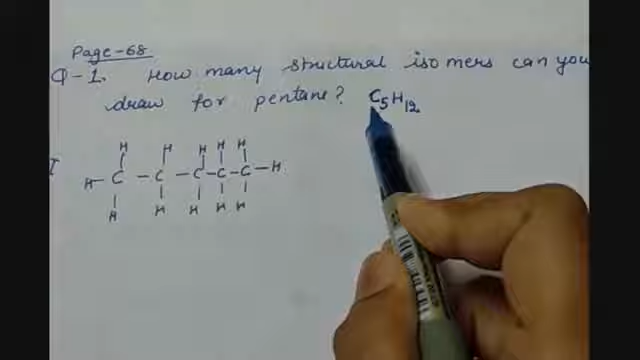 Page-68
Q-1. How many structural isomers can you
draw for pentane? C5H12
I
H H H H H
H-C-C-C-C-C-H
H H H H H